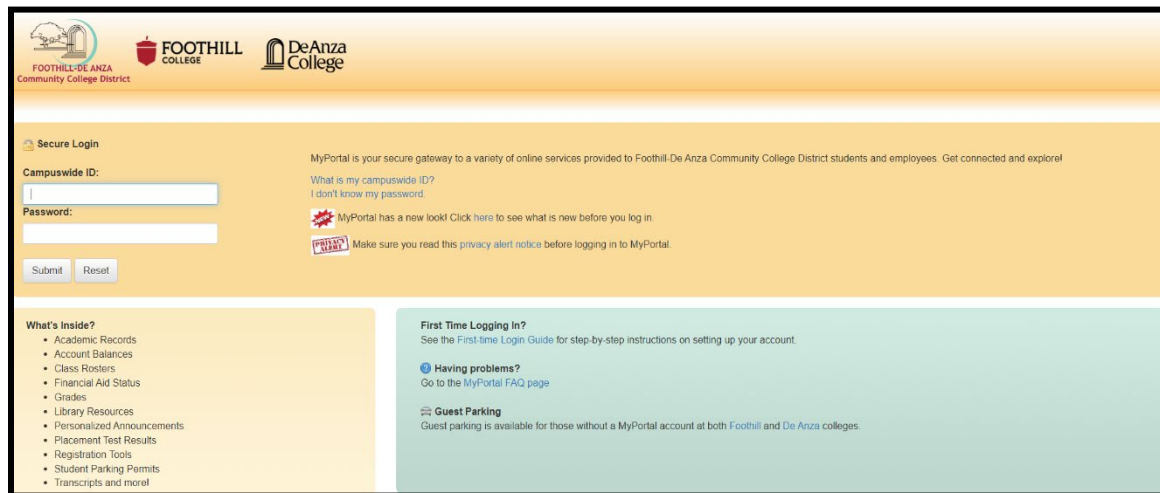 FOOTHILL-DE ANZA
Community College District
FOOTHILL
COLLEGE
DeAnza
College
Secure Login
Campuswide ID:
Password:
Submit
Reset
MyPortal is your secure gateway to a variety of online services provided to Foothill-De Anza Community College District students and employees. Get connected and explore!
What is my campuswide ID?
I don't know my password.
NEW
MyPortal has a new look! Click here to see what is new before you log in.
PRIVACY
ALERT
Make sure you read this privacy alert notice before logging in to MyPortal.
What's Inside?
• Academic Records
• Account Balances
• Class Rosters
• Financial Aid Status
• Grades
• Library Resources
• Personalized Announcements
• Placement Test Results
• Registration Tools
• Student Parking Permits
• Transcripts and more!
First Time Logging In?
See the First-time Login Guide for step-by-step instructions on setting up your account.
? Having problems?
Go to the MyPortal FAQ page
Guest Parking
Guest parking is available for those without a MyPortal account at both Foothill and De Anza colleges.